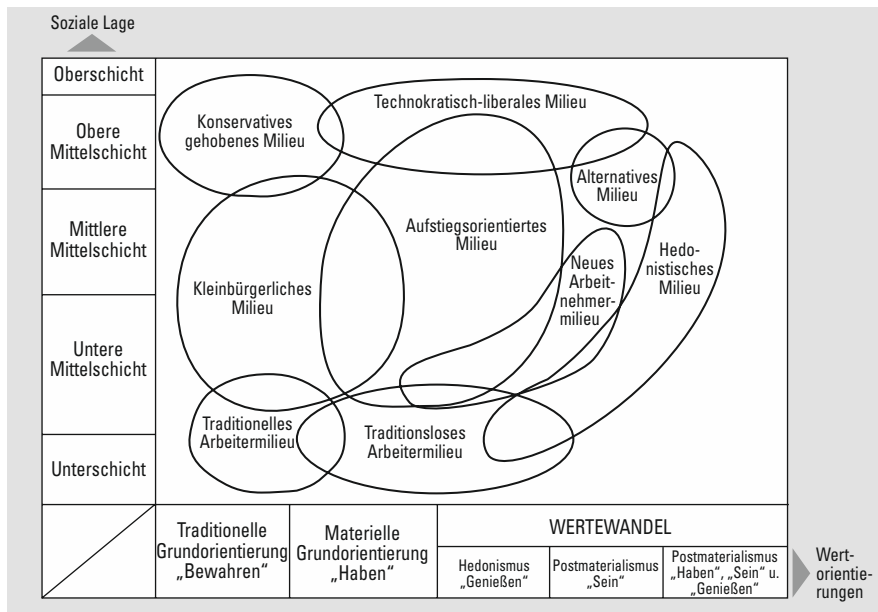 Soziale Lage
Oberschicht
Technokratisch-liberales Milieu
Konservatives
gehobenes Milieu
Obere
Mittelschicht
Alternatives
Milieu
Mittlere
Mittelschicht
Aufstiegsorientiertes
Milieu
Hedo-
nistisches
Milieu
Neues
Arbeit-
nehmer-
milieu
Kleinbürgerliches
Milieu
Untere
Mittelschicht
Traditionelles
Arbeitermilieu
Traditionsloses
Arbeitermilieu
Unterschicht
Traditionelle
Grundorientierung
„Bewahren“
Materielle
Grundorientierung
„Haben“
WERTEWANDEL
Hedonismus
„Genießen“
Postmaterialismus
„Sein“
Postmaterialismus
„Haben“, „Sein“ u.
„Genießen“
Wert-
orientie-
rungen